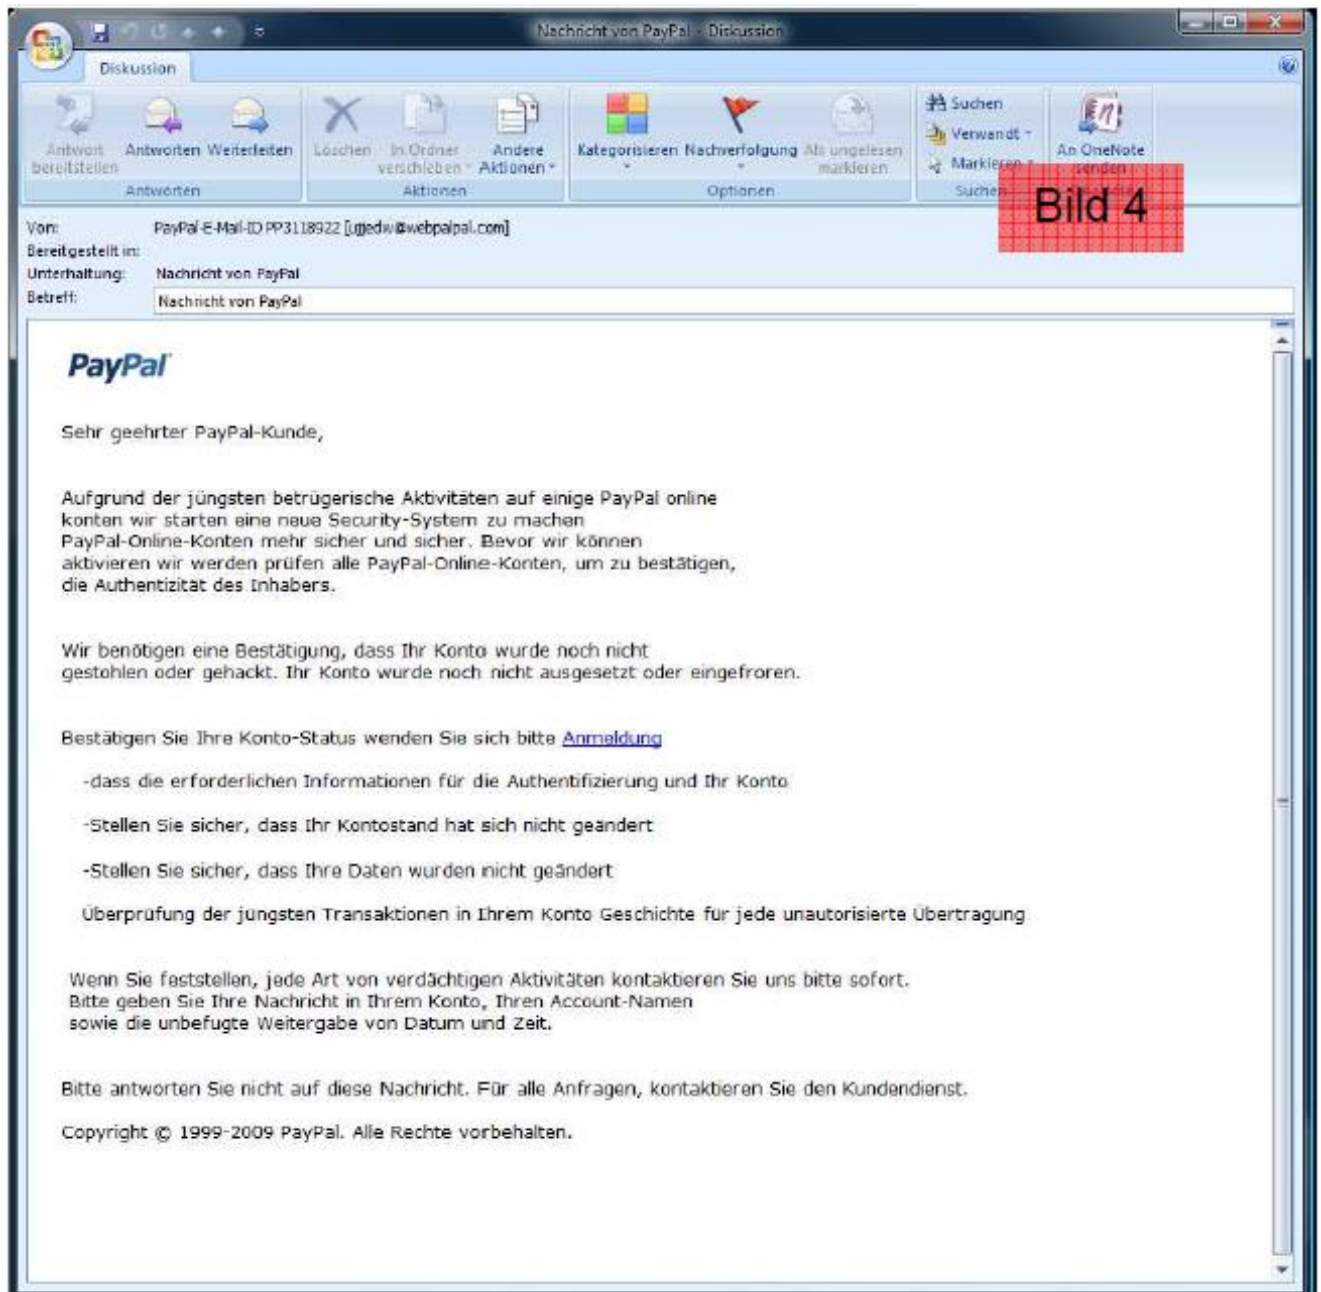 Nachricht von PayPal - Diskussion
Diskussion
Antwort bereitstellen
Antworten
Weiterleiten
Antworten
Löschen
In Ordner verschieben
Andere Aktionen
Aktionen
Kategorisieren
Nachverfolgung
Als ungelesen markieren
Optionen
Suchen
Verwandt
Markieren
Suchen
An OneNote senden
Bild 4
Von: PayPal-E-Mail-ID PP3118922
Bereitgestellt in:
Unterhaltung: Nachricht von PayPal
Betreff: Nachricht von PayPal
PayPal
Sehr geehrter PayPal-Kunde,
Aufgrund der jüngsten betrügerische Aktivitäten auf einige PayPal online
konten wir starten eine neue Security-System zu machen
PayPal-Online-Konten mehr sicher und sicher. Bevor wir können
aktivieren wir werden prüfen alle PayPal-Online-Konten, um zu bestätigen,
die Authentizität des Inhabers.
Wir benötigen eine Bestätigung, dass Ihr Konto wurde noch nicht
gestohlen oder gehackt. Ihr Konto wurde noch nicht ausgesetzt oder eingefroren.
Bestätigen Sie Ihre Konto-Status wenden Sie sich bitte Anmeldung
-dass die erforderlichen Informationen für die Authentifizierung und Ihr Konto
-Stellen Sie sicher, dass Ihr Kontostand hat sich nicht geändert
-Stellen Sie sicher, dass Ihre Daten wurden nicht geändert
Überprüfung der jüngsten Transaktionen in Ihrem Konto Geschichte für jede unautorisierte Übertragung
Wenn Sie feststellen, jede Art von verdächtigen Aktivitäten kontaktieren Sie uns bitte sofort.
Bitte geben Sie Ihre Nachricht in Ihrem Konto, Ihren Account-Namen
sowie die unbefugte Weitergabe von Datum und Zeit.
Bitte antworten Sie nicht auf diese Nachricht. Für alle Anfragen, kontaktieren Sie den Kundendienst.
Copyright © 1999-2009 PayPal. Alle Rechte vorbehalten.